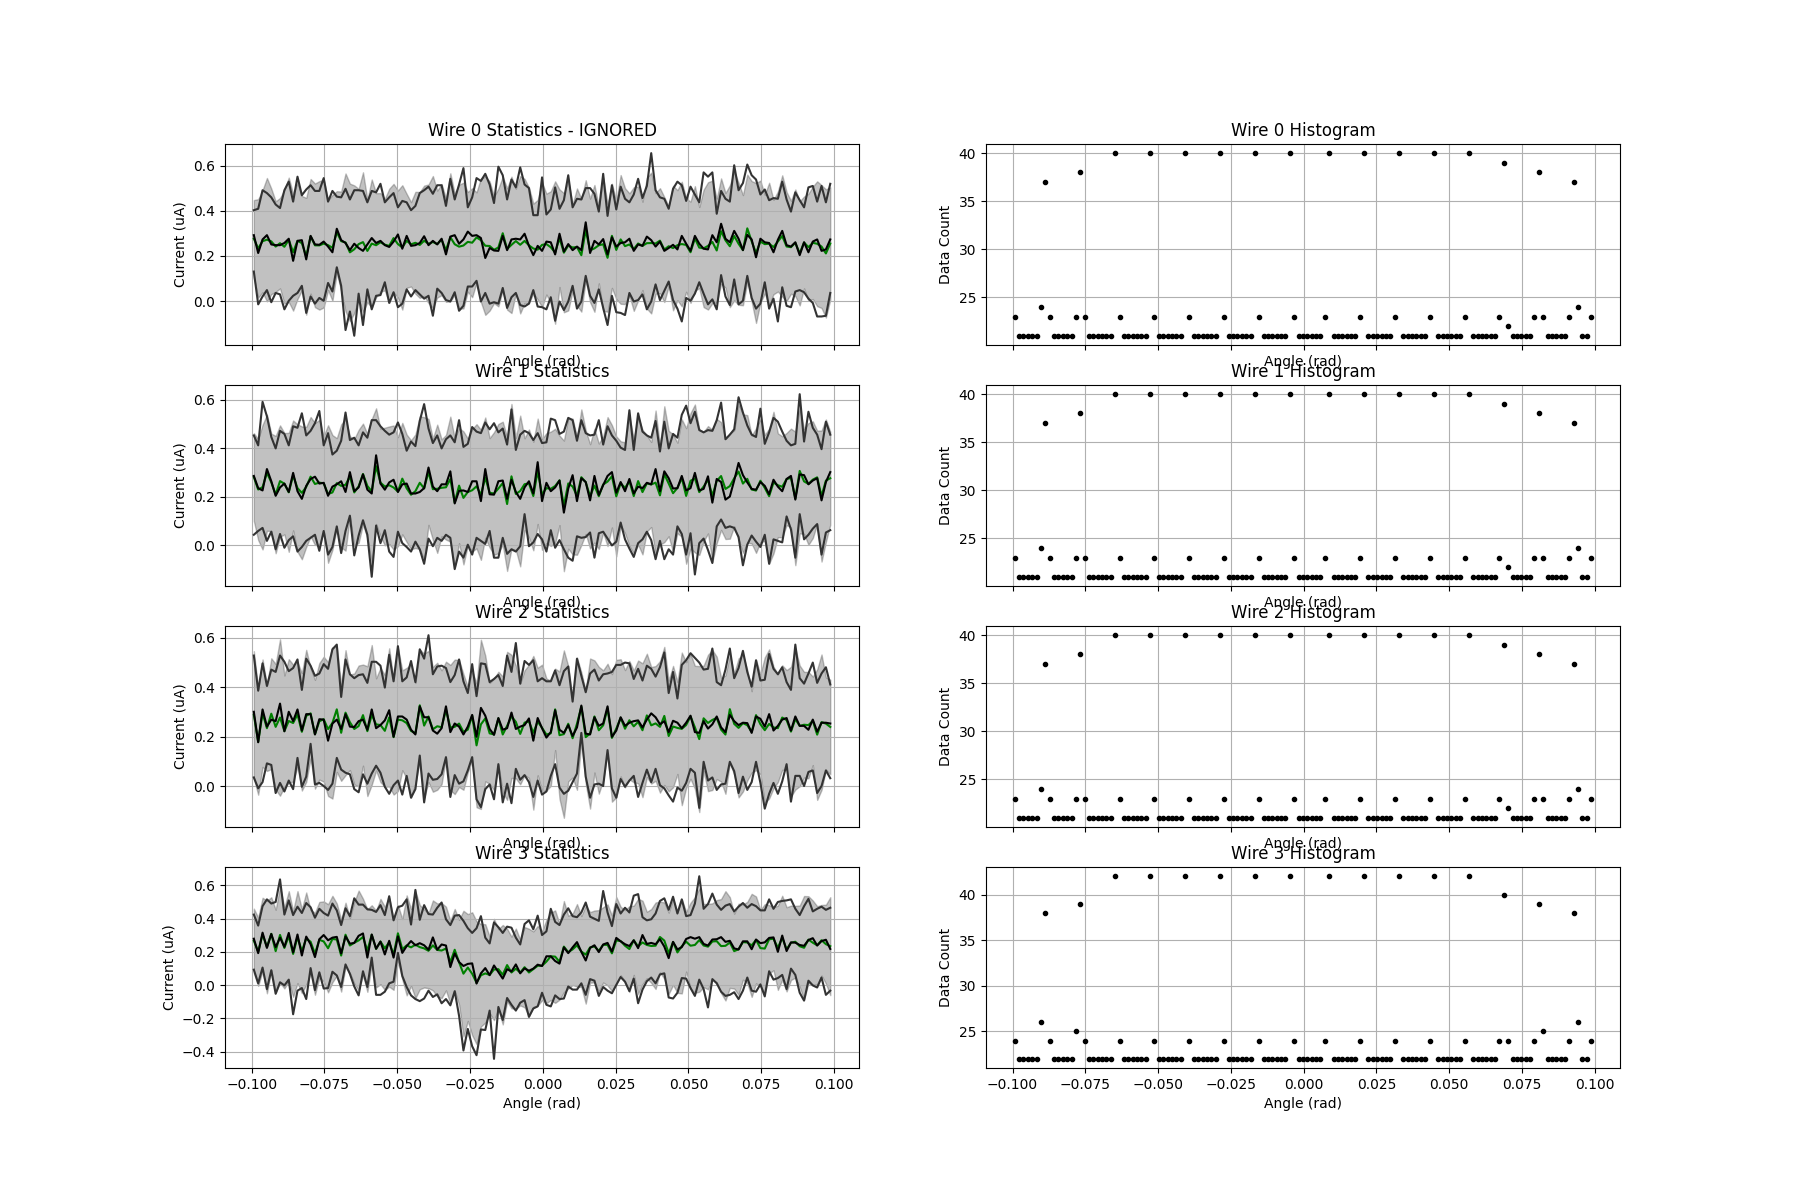 Wire 0 Statistics - IGNORED
Current (uA)
0.6
0.4
0.2
0.0
Angle (rad)
Wire 0 Histogram
Data Count
40
35
30
25
Angle (rad)
Wire 1 Statistics
Current (uA)
0.6
0.4
0.2
0.0
Angle (rad)
Wire 1 Histogram
Data Count
40
35
30
25
Angle (rad)
Wire 2 Statistics
Current (uA)
0.6
0.4
0.2
0.0
Angle (rad)
Wire 2 Histogram
Data Count
40
35
30
25
Angle (rad)
Wire 3 Statistics
Current (uA)
0.6
0.4
0.2
0.0
−0.2
−0.4
−0.100 −0.075 −0.050 −0.025 0.000 0.025 0.050 0.075 0.100
Angle (rad)
Wire 3 Histogram
Data Count
40
35
30
25
−0.100 −0.075 −0.050 −0.025 0.000 0.025 0.050 0.075 0.100
Angle (rad)